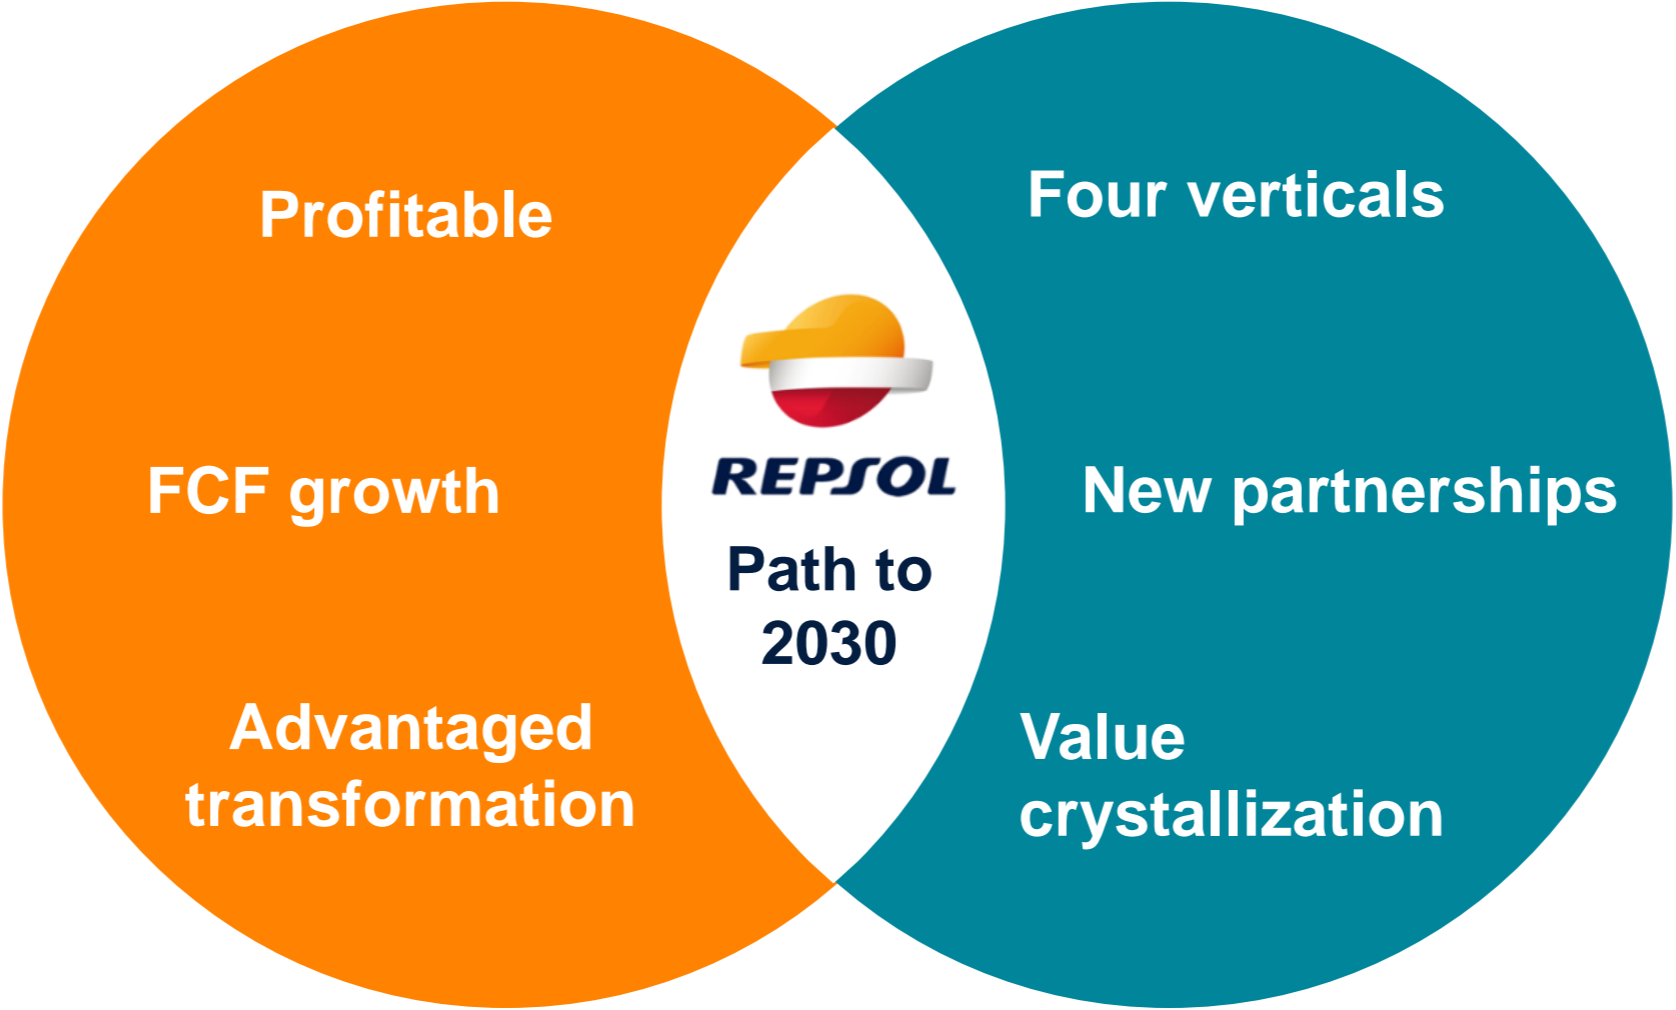 Profitable
FCF growth
Advantaged
transformation
REPSOL
Path to
2030
Four verticals
New partnerships
Value
crystallization